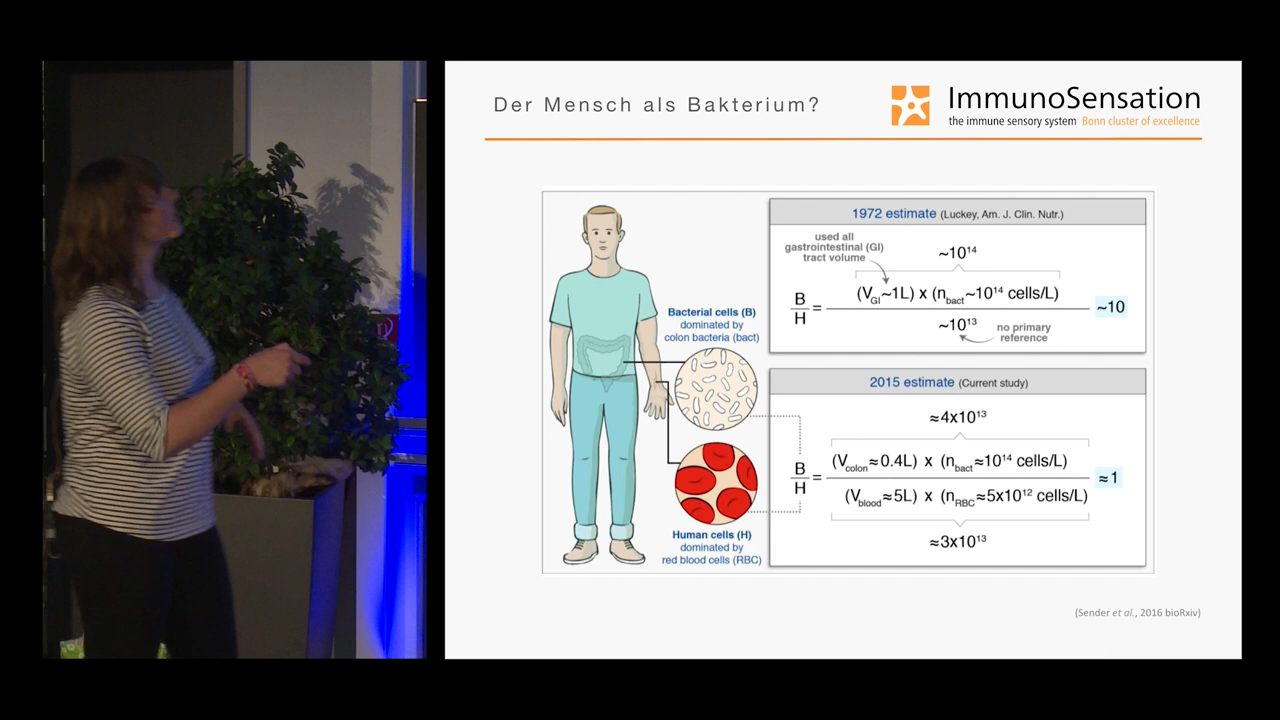 Der Mensch als Bakterium?
ImmunoSensation
the immune sensory system Bonn cluster of excellence
1972 estimate (Luckey, Am. J. Clin. Nutr.)
used all
gastrointestinal (GI)
tract volume
~10¹⁴
B/H = (V_GI~1L) x (n_bact~10¹⁴ cells/L)
~10
~10¹³
no primary
reference
Bacterial cells (B)
dominated by
colon bacteria (bact)
2015 estimate (Current study)
≈4x10¹³
B/H = (V_colon≈0.4L) x (n_bact≈10¹⁴ cells/L)
≈1
(V_blood≈5L) x (n_RBC≈5x10¹² cells/L)
≈3x10¹³
Human cells (H)
dominated by
red blood cells (RBC)
(Sender et al., 2016 bioRxiv)